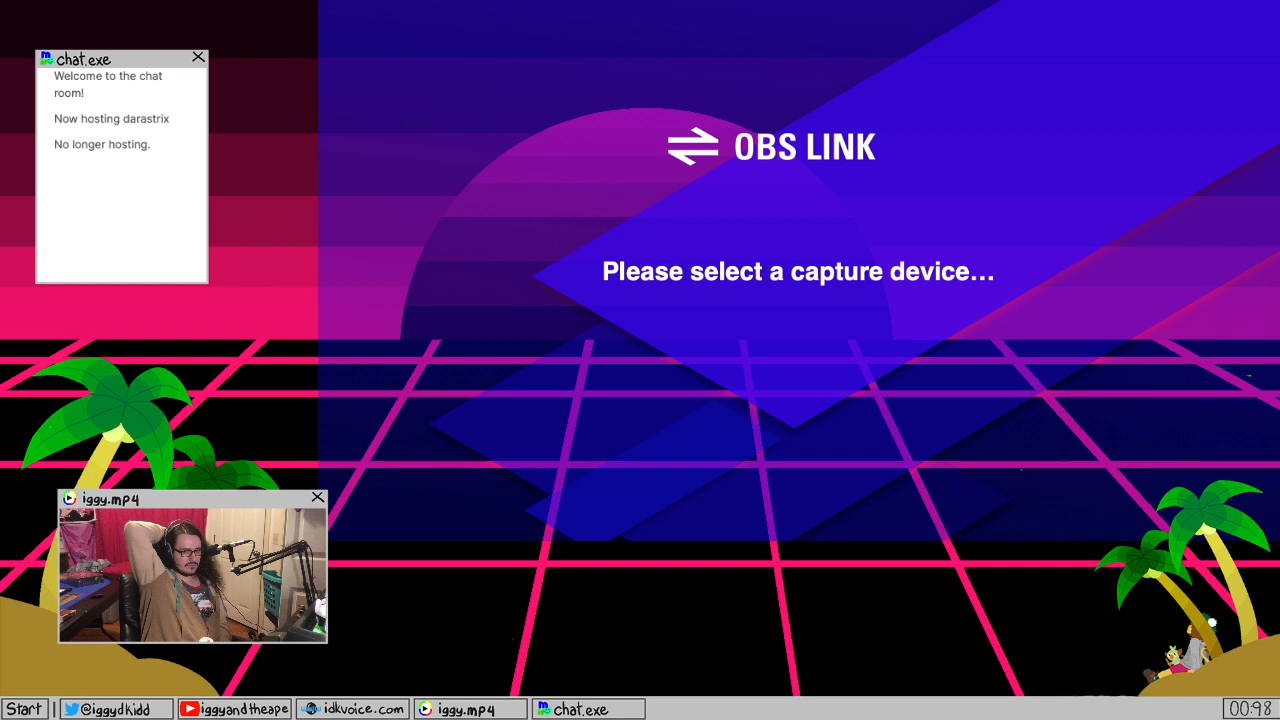 chat.exe
Welcome to the chat
room!
Now hosting darastrix
No longer hosting.
OBS LINK
Please select a capture device...
iggy.mp4
Start | @iggydkidd iggyandtheape idkvoice.com iggy.mp4 chat.exe 00:98